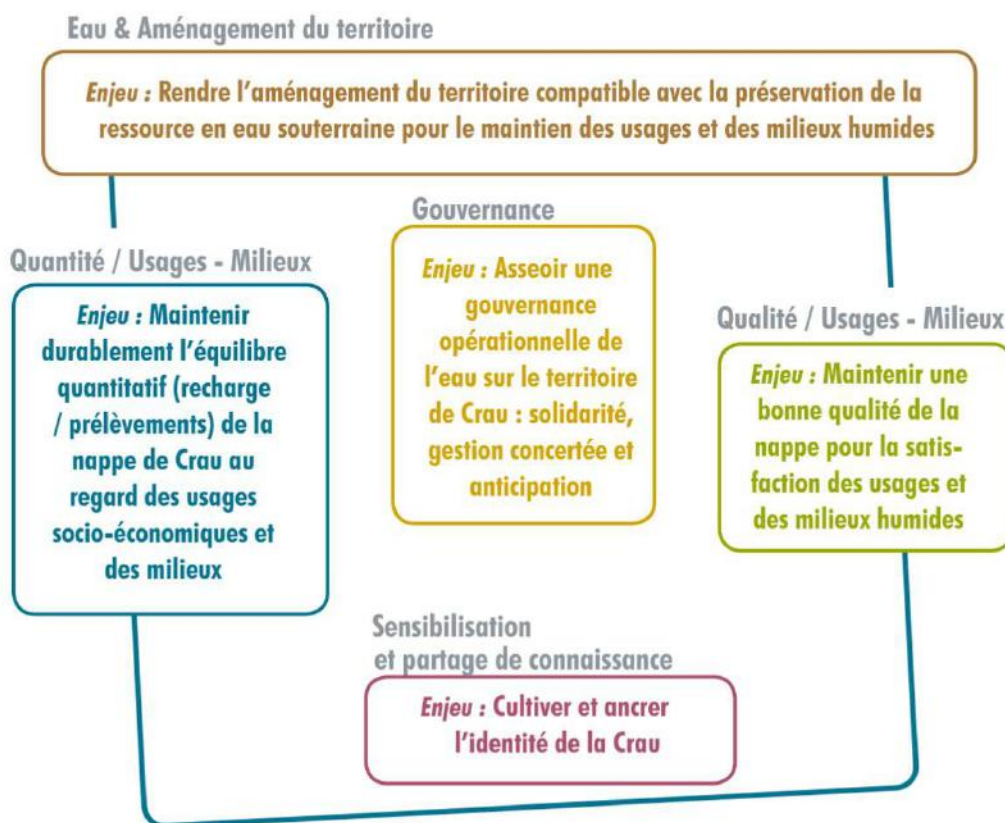 Eau & Aménagement du territoire
Enjeu : Rendre l’aménagement du territoire compatible avec la préservation de la
ressource en eau souterraine pour le maintien des usages et des milieux humides
Gouvernance
Enjeu : Asseoir une
gouvernance
opérationnelle de
l’eau sur le territoire
de Crau : solidarité,
gestion concertée et
anticipation
Quantité / Usages - Milieux
Enjeu : Maintenir
durablement l’équilibre
quantitatif (recharge
/ prélèvements) de la
nappe de Crau au
regard des usages
socio-économiques et
des milieux
Qualité / Usages - Milieux
Enjeu : Maintenir une
bonne qualité de la
nappe pour la satis-
faction des usages et
des milieux humides
Sensibilisation
et partage de connaissance
Enjeu : Cultiver et ancrer
l’identité de la Crau